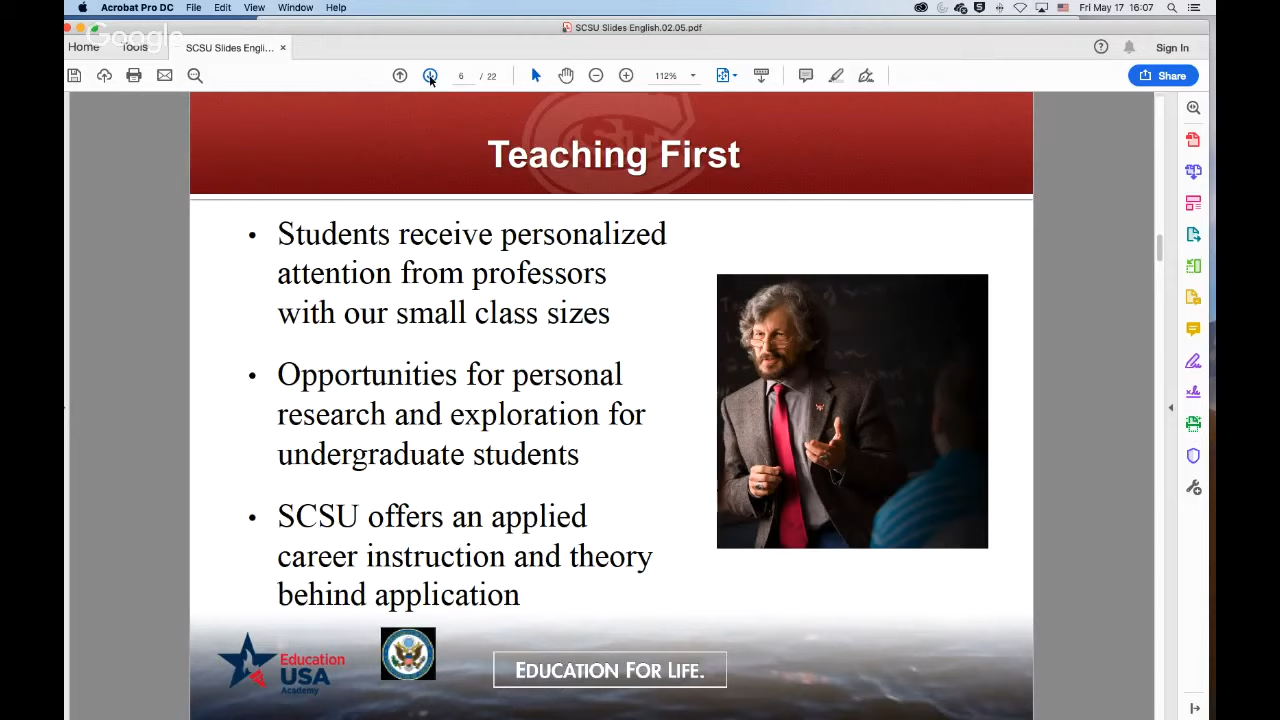 Acrobat Pro DC File Edit View Window Help
Fri May 17 16:07
SCSU Slides English.02.05.pdf
Google
Home Tools SCSU Slides Engli... × Sign In
6 / 22 112% Share
Teaching First
• Students receive personalized
attention from professors
with our small class sizes
• Opportunities for personal
research and exploration for
undergraduate students
• SCSU offers an applied
career instruction and theory
behind application
Education
USA
Academy
EDUCATION FOR LIFE.